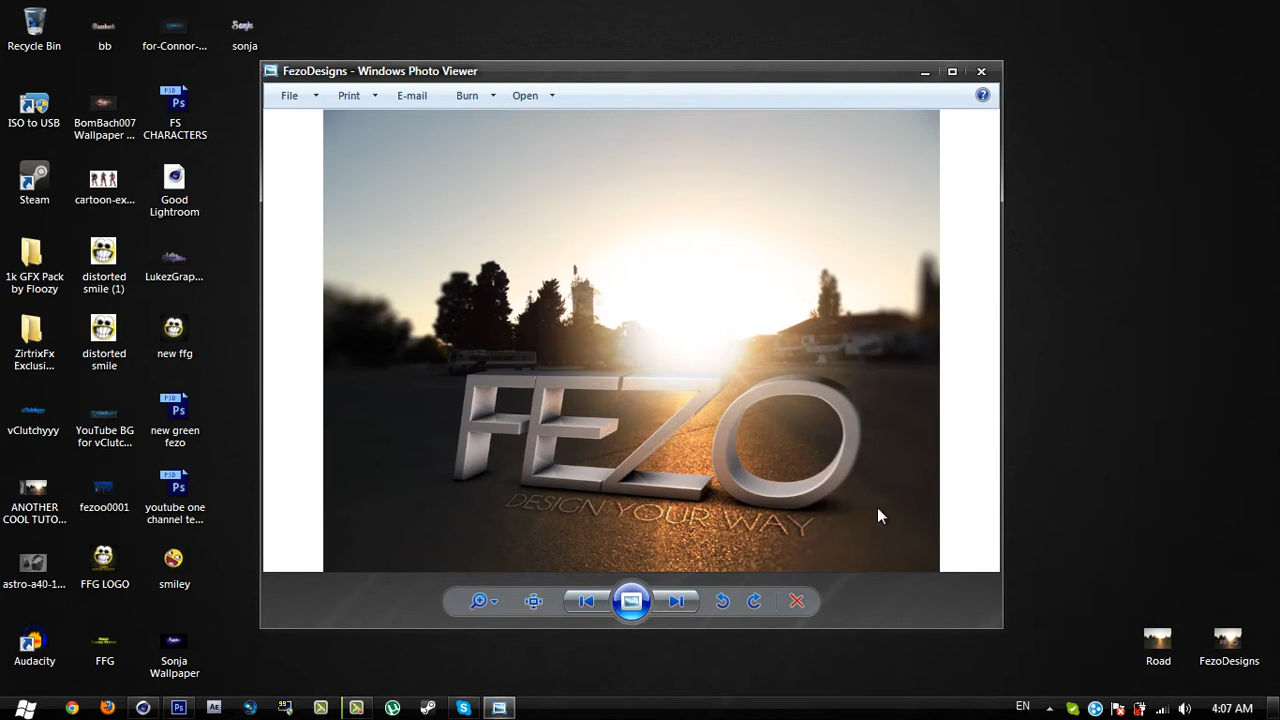 Recycle Bin
bb
for-Connor-...
sonja
FezoDesigns - Windows Photo Viewer
File
Print
E-mail
Burn
Open
ISO to USB
BomBach007
Wallpaper ...
FS
CHARACTERS
Steam
cartoon-ex...
Good
Lightroom
1k GFX Pack
by Floozy
distorted
smile (1)
LukezGrap...
ZirtrixFx
Exclusi...
distorted
smile
new ffg
vClutchyyy
YouTube BG
for vClutc...
new green
fezo
ANOTHER
COOL TUTO...
fezoo0001
youtube one
channel te...
astro-a40-1...
FFG LOGO
smiley
Audacity
FFG
Sonja
Wallpaper
FEZO
DESIGN YOUR WAY
Road
FezoDesigns
EN
4:07 AM